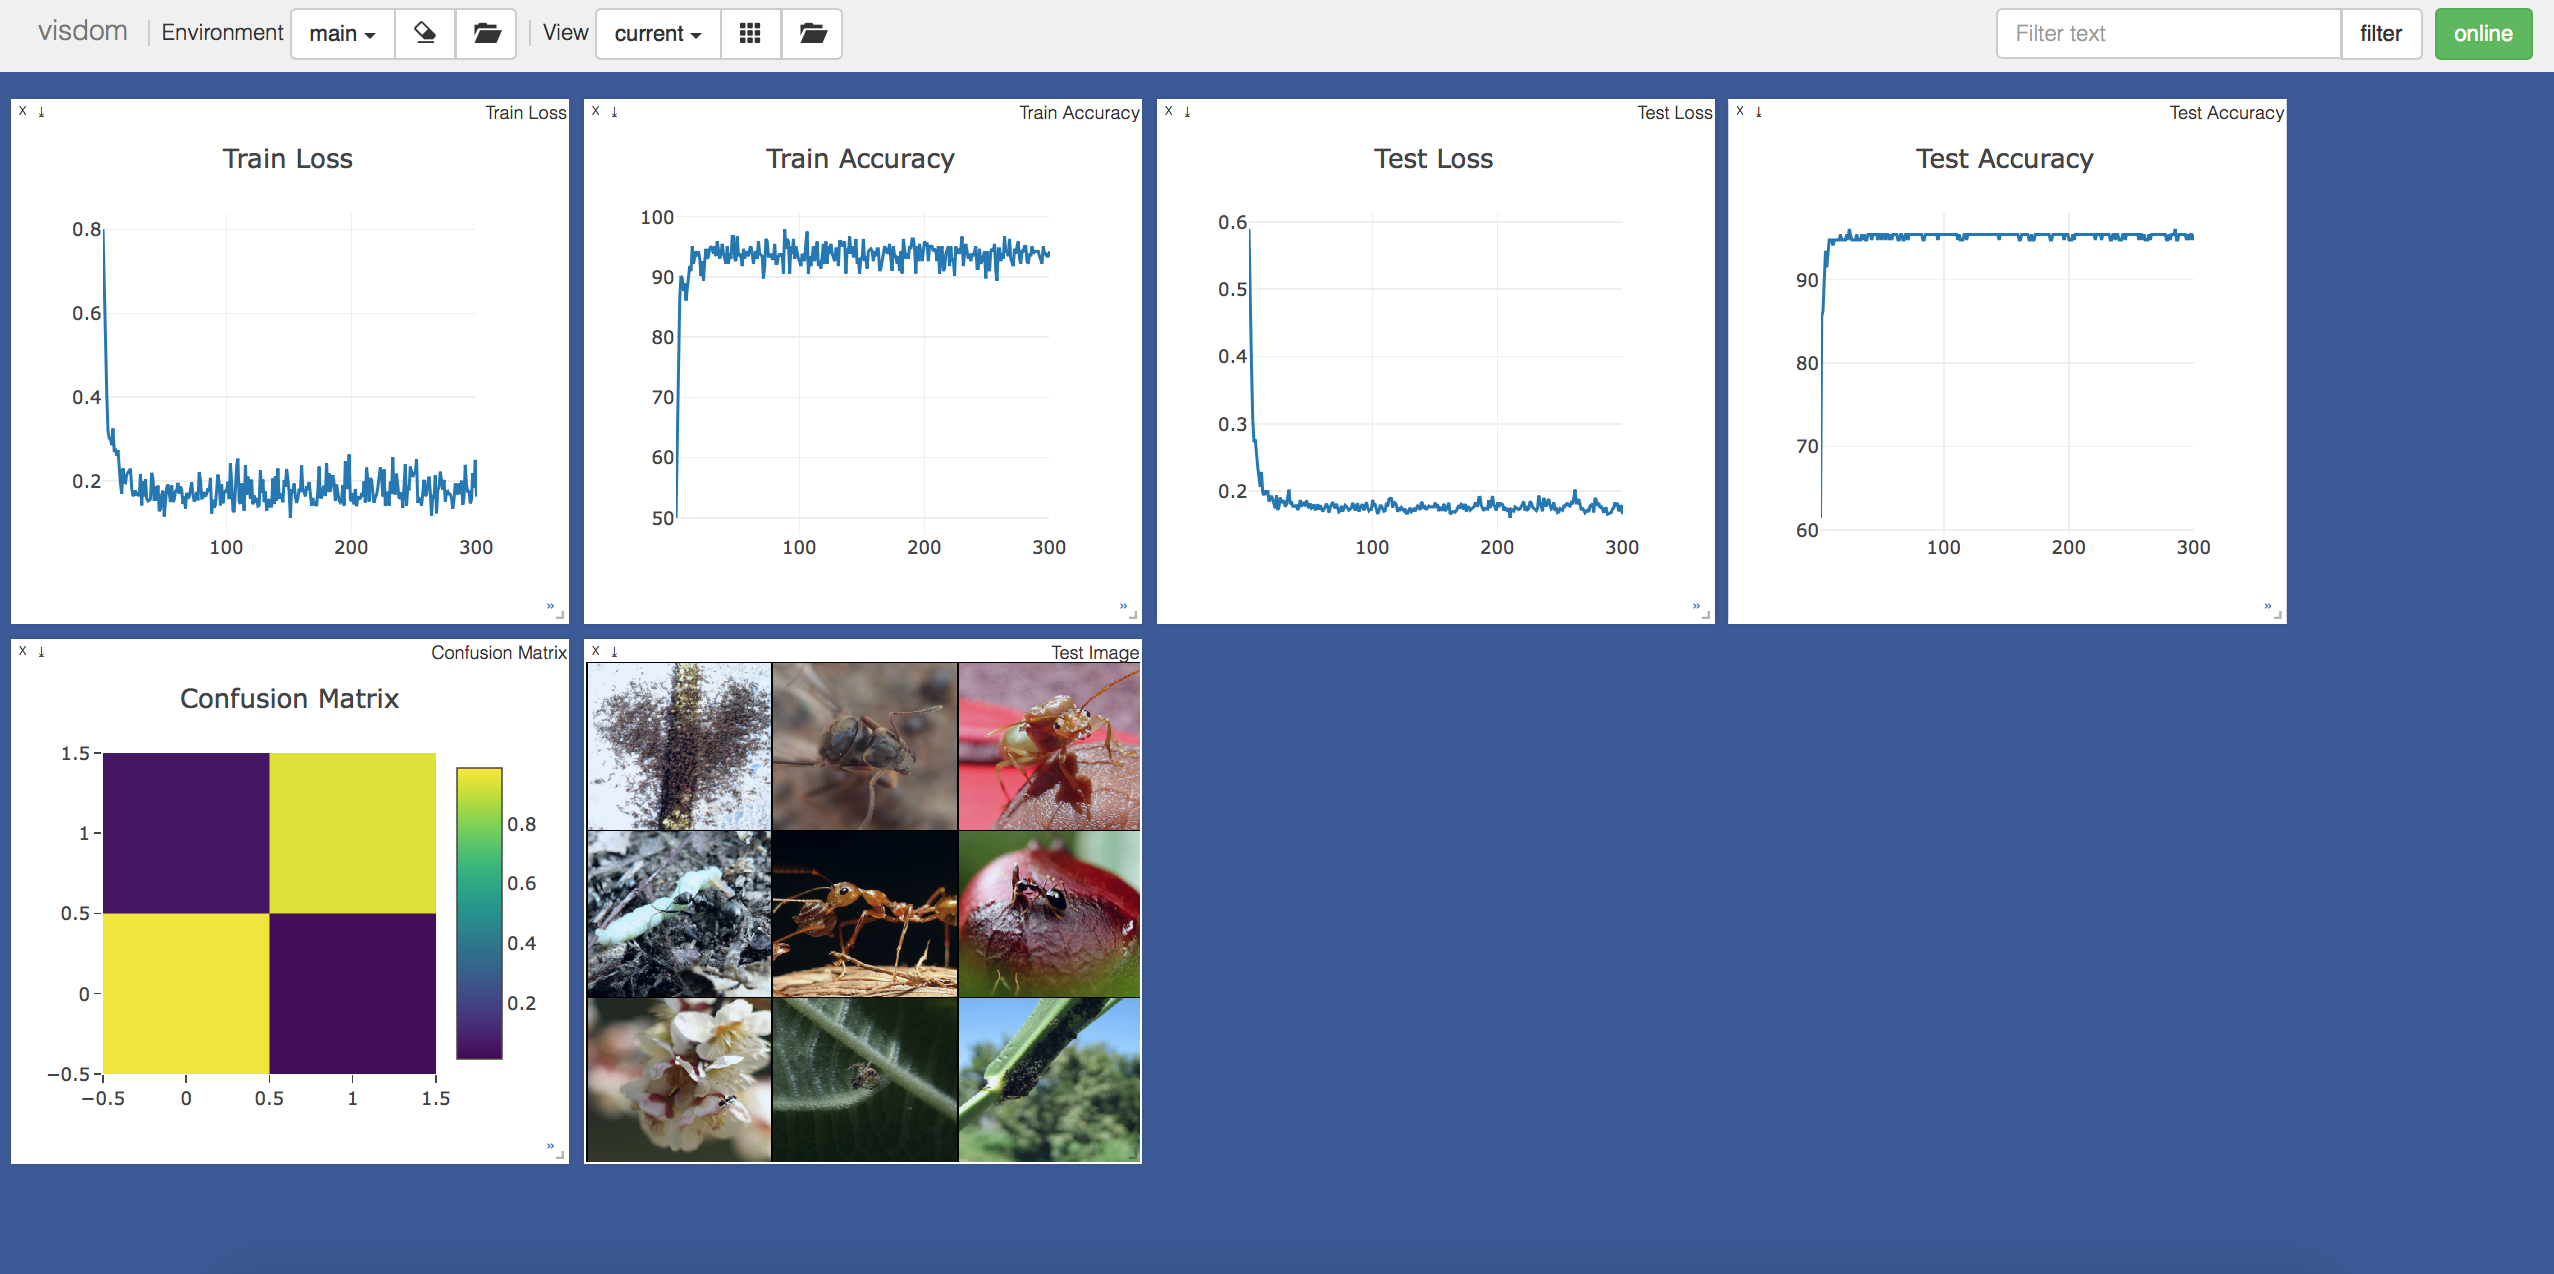 visdom Environment main View current Filter text filter online
X Train Loss
Train Loss
0.8
0.6
0.4
0.2
100 200 300
»
X Train Accuracy
Train Accuracy
100
90
80
70
60
50
100 200 300
»
X Test Loss
Test Loss
0.6
0.5
0.4
0.3
0.2
100 200 300
»
X Test Accuracy
Test Accuracy
90
80
70
60
100 200 300
»
X Confusion Matrix
Confusion Matrix
1.5
1
0.5
0
−0.5
−0.5 0 0.5 1 1.5
0.8
0.6
0.4
0.2
»
X Test Image